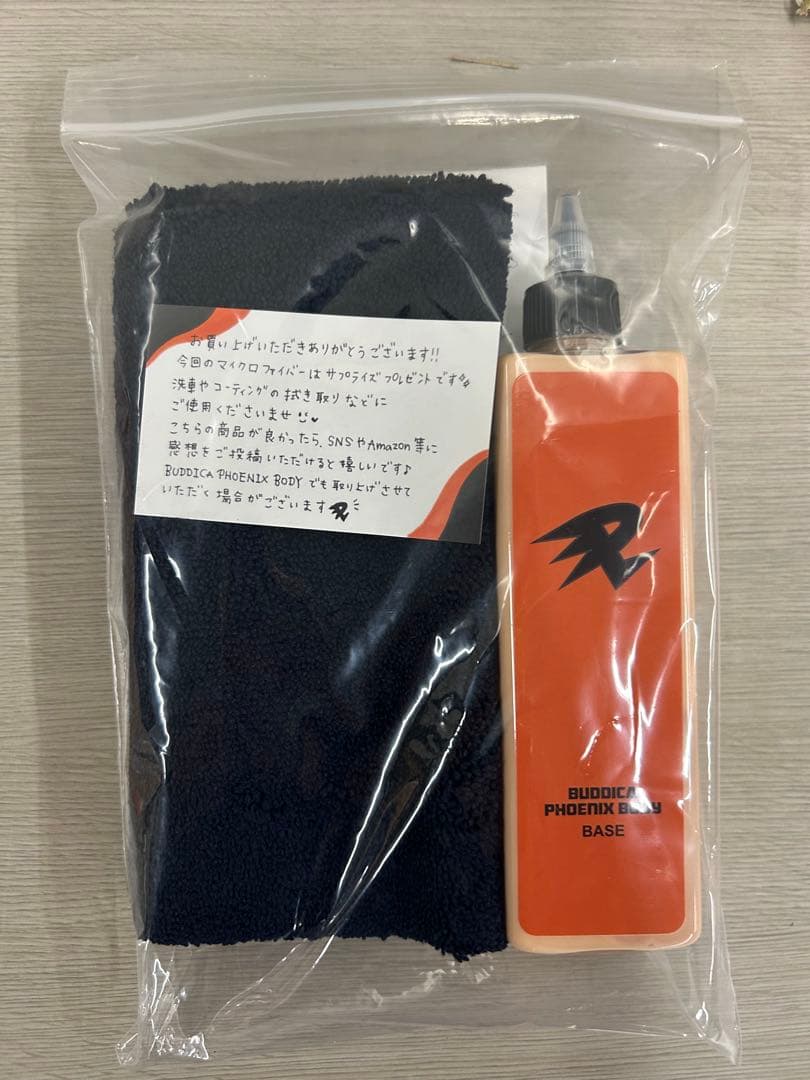 お買い上げいただきありがとうございます!!
今回のマイクロファイバーはサプライズプレゼントです
洗車やコーティングの拭き取りなどに
ご使用くださいませ
こちらの商品が良かったら、SNSやAmazon等に
感想をご投稿いただけると嬉しいです♪
BUDDICA PHOENIX BODYでも取り上げさせて
いただく場合がございます
BUDDICA
PHOENIX BODY
BASE